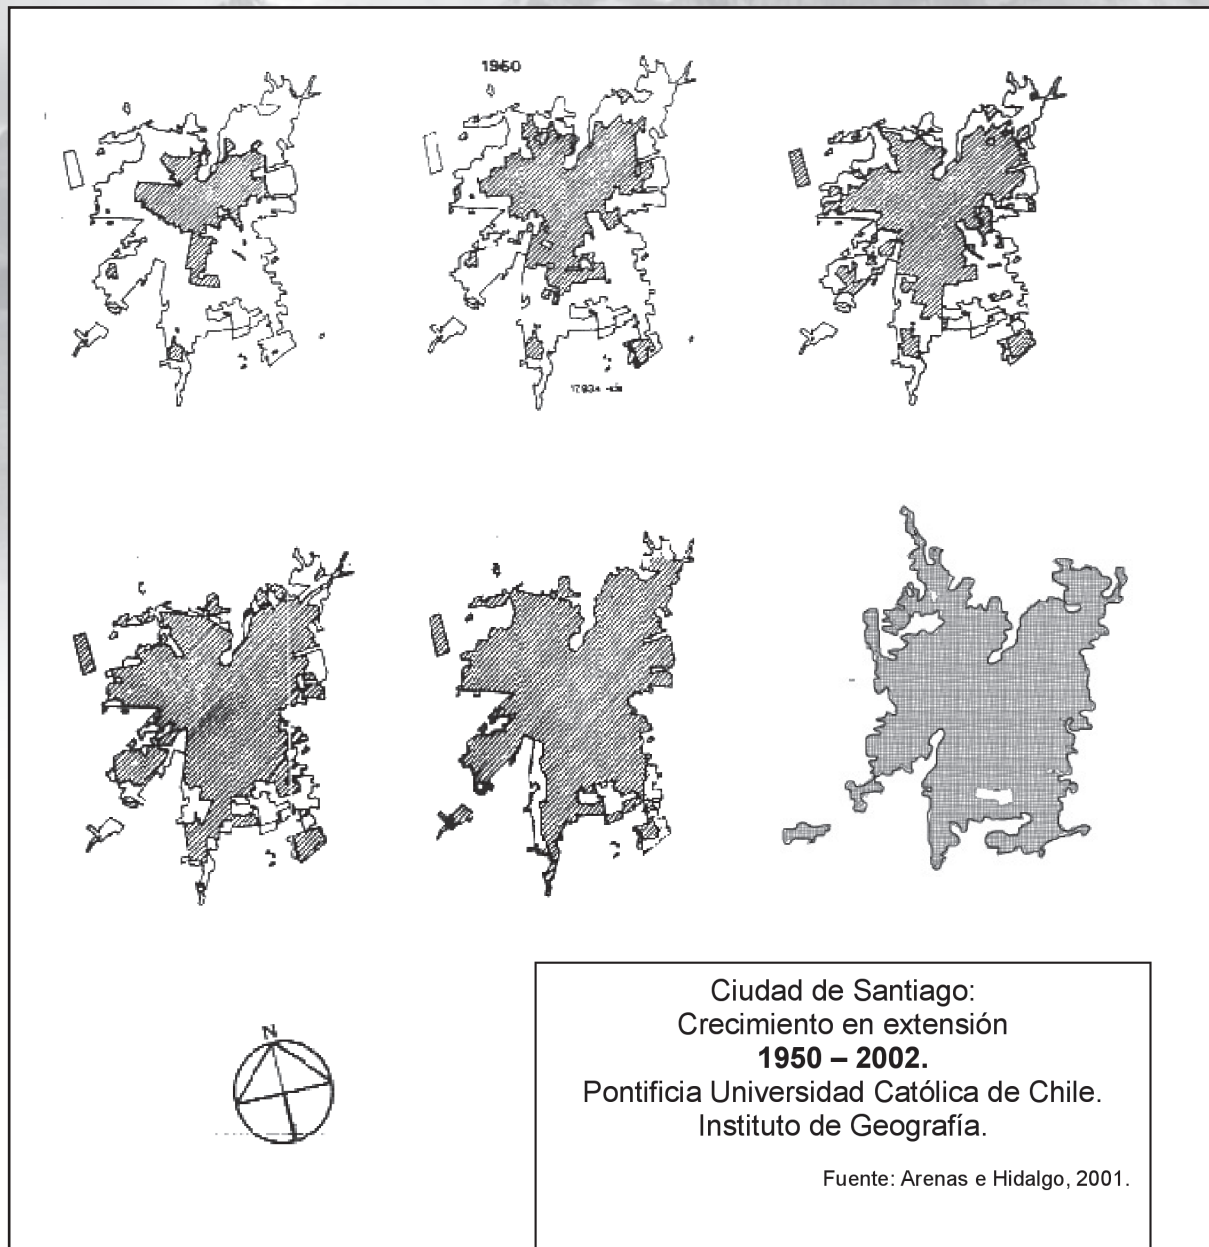 1960
N
Ciudad de Santiago:
Crecimiento en extensión
1950 – 2002.
Pontificia Universidad Católica de Chile.
Instituto de Geografía.
Fuente: Arenas e Hidalgo, 2001.